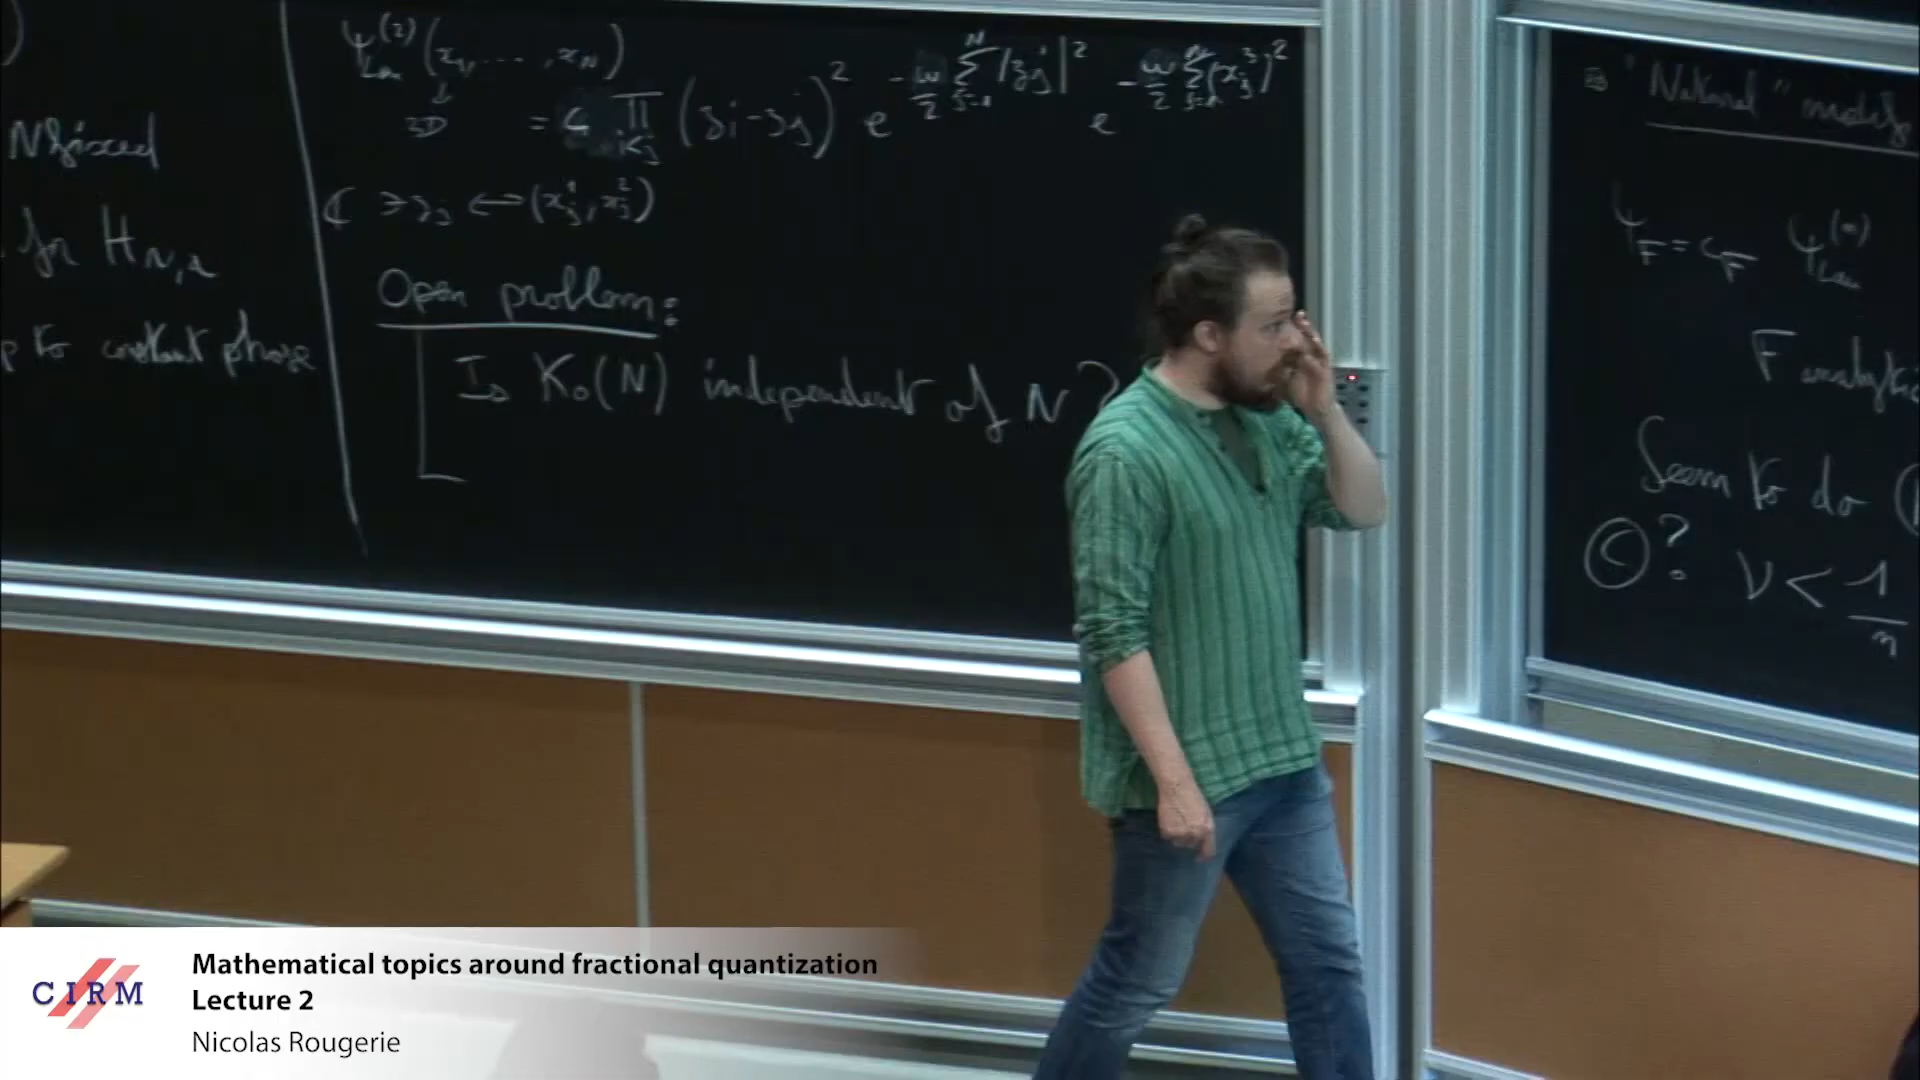 )
N fixed
for H_{N,
p to constant phase
Ψ_{Lau}^{(2)} (x_1, ... , x_N)
↓
3D
= c ∏_{i<j} (z_i - z_j)^2 e^{-ω/2 ∑_{j=1}^N |z_j|^2} e^{-ω/2 ∑_{j=1}^N (x_j^3)^2}
ℂ ∋ z_j ↔ (x_j^1, x_j^2)
Open problem:
Is K_0(N) independent of N?
"Natural" models
Ψ_F = c_F Ψ_{Lau}^{(n)}
F analytic
Seem to do
Ⓒ? ν < 1/n
CIRM
Mathematical topics around fractional quantization
Lecture 2
Nicolas Rougerie